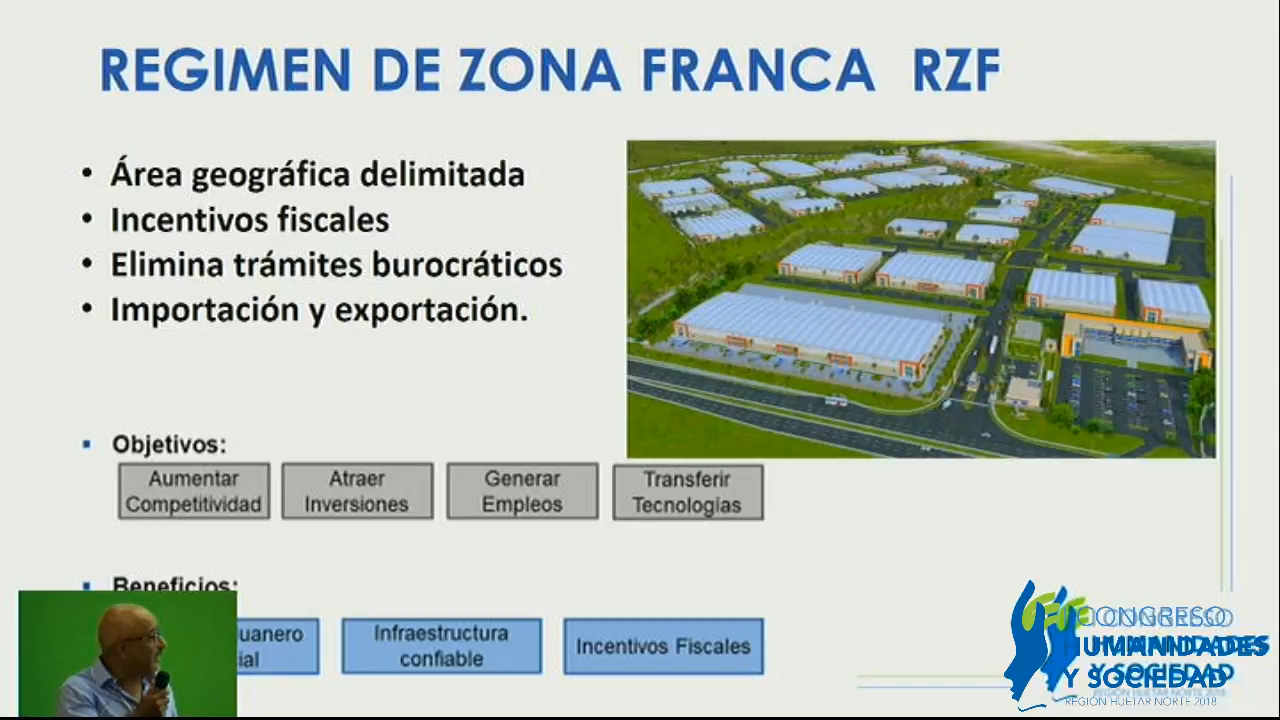 REGIMEN DE ZONA FRANCA RZF
• Área geográfica delimitada
• Incentivos fiscales
• Elimina trámites burocráticos
• Importación y exportación.
▪ Objetivos:
Aumentar
Competitividad
Atraer
Inversiones
Generar
Empleos
Transferir
Tecnologías
▪ Beneficios:
Infraestructura
confiable
Incentivos Fiscales
CONGRESO
HUMANIDADES
Y SOCIEDAD
REGIÓN HUETAR NORTE 2018